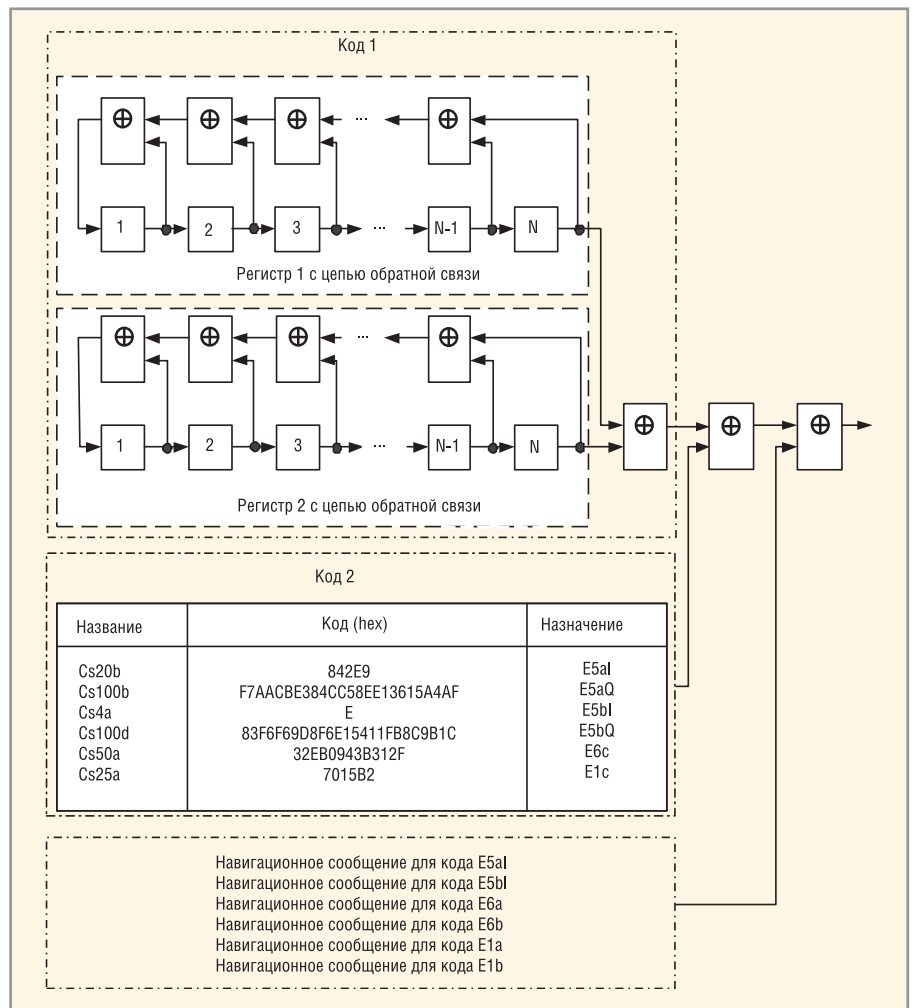 Код 1
⊕ ⊕ ⊕ ... ⊕
1 2 3 ... N-1 N
Регистр 1 с цепью обратной связи
⊕ ⊕ ⊕ ... ⊕
1 2 3 ... N-1 N
⊕ ⊕ ⊕
Регистр 2 с цепью обратной связи
Код 2
Название Код (hex) Назначение
Cs20b 842E9 E5aI
Cs100b F7AACBE384CC58EE13615A4AF E5aQ
Cs4a E E5bI
Cs100d 83F6F69D8F6E15411FB8C9B1C E5bQ
Cs50a 32EB0943B312F E6c
Cs25a 7015B2 E1c
Навигационное сообщение для кода E5aI
Навигационное сообщение для кода E5bI
Навигационное сообщение для кода E6a
Навигационное сообщение для кода E6b
Навигационное сообщение для кода E1a
Навигационное сообщение для кода E1b